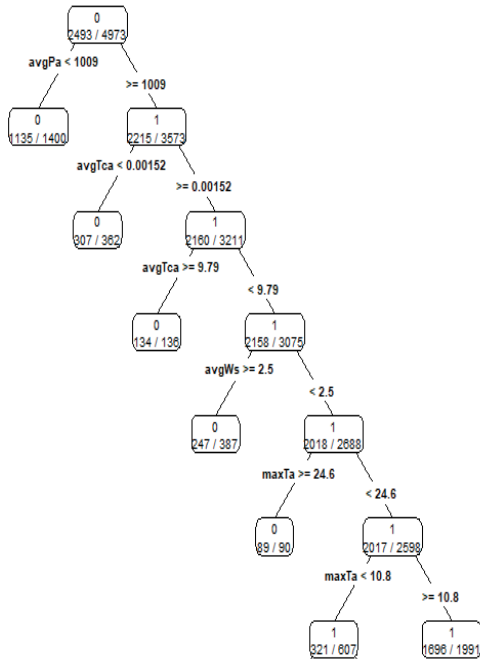 0
2493 / 4973
avgPa < 1009
>= 1009
0
1135 / 1400
1
2215 / 3573
avgTca < 0.00152
>= 0.00152
0
307 / 362
1
2160 / 3211
avgTca >= 9.79
< 9.79
0
134 / 136
1
2158 / 3075
avgWs >= 2.5
< 2.5
0
247 / 387
1
2018 / 2688
maxTa >= 24.6
< 24.6
0
89 / 90
1
2017 / 2598
maxTa < 10.8
>= 10.8
1
321 / 607
1
1696 / 1991